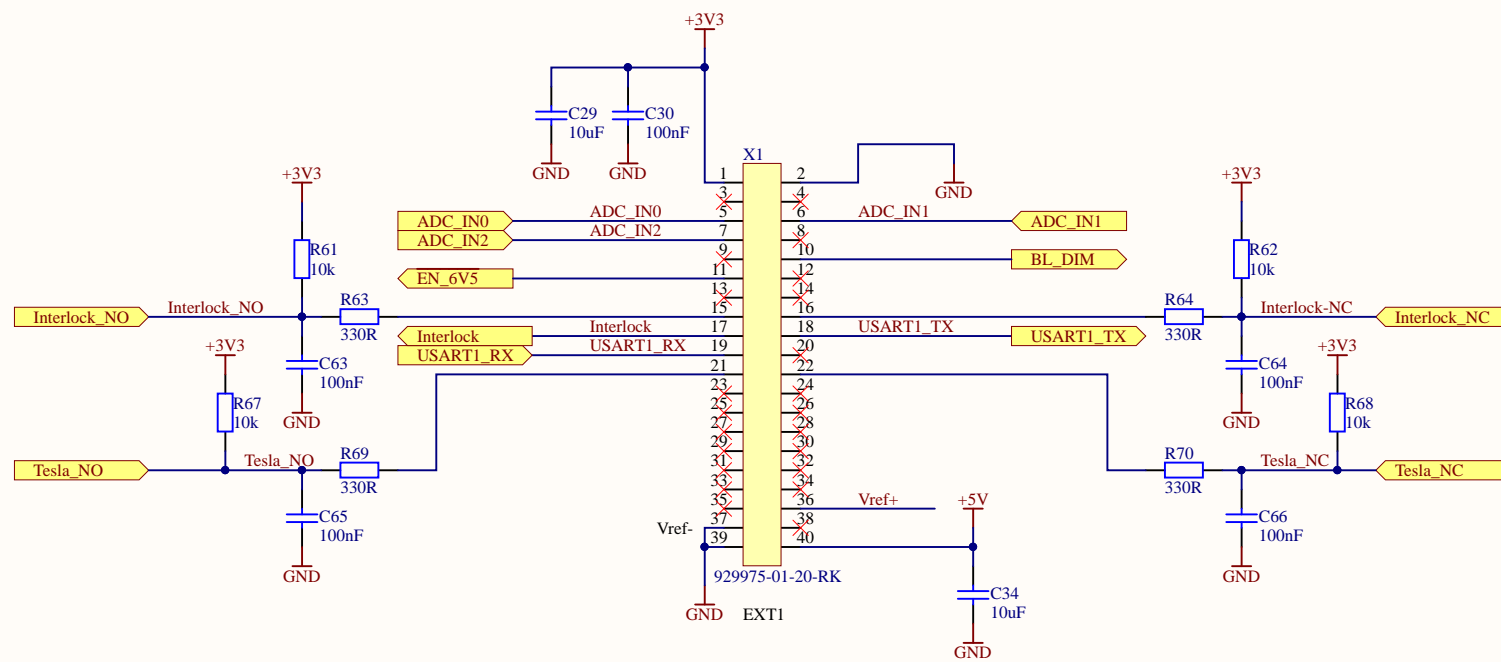 +3V3
C29
10uF
C30
100nF
GND
GND
X1
1
2
GND
3
4
ADC_IN0
ADC_IN0
5
6
ADC_IN1
ADC_IN1
ADC_IN2
ADC_IN2
7
8
9
10
BL_DIM
EN_6V5
11
12
13
14
+3V3
R61
10k
+3V3
R62
10k
Interlock_NO
Interlock_NO
R63
330R
15
16
R64
330R
Interlock-NC
Interlock_NC
Interlock
Interlock
17
18
USART1_TX
USART1_TX
USART1_RX
USART1_RX
19
20
C63
100nF
GND
C64
100nF
GND
21
22
+3V3
R67
10k
+3V3
R68
10k
23
24
25
26
27
28
29
30
Tesla_NO
Tesla_NO
R69
330R
31
32
R70
330R
Tesla_NC
Tesla_NC
33
34
35
36
Vref+
+5V
C65
100nF
GND
C66
100nF
GND
Vref-
37
38
39
40
929975-01-20-RK
GND
EXT1
C34
10uF
GND